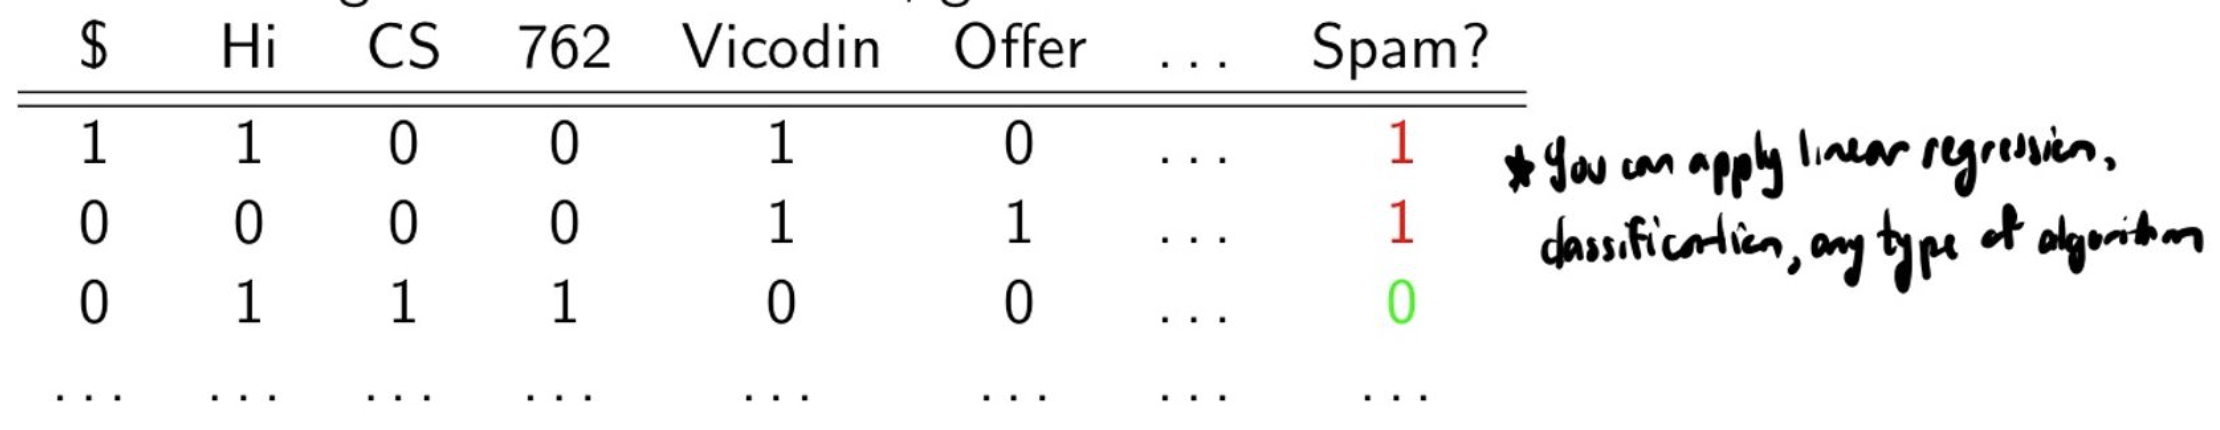 $ Hi CS 762 Vicodin Offer ... Spam?
1 1 0 0 1 0 ... 1
* You can apply linear regression,
0 0 0 0 1 1 ... 1
classification, any type of algorithm
0 1 1 1 0 0 ... 0
... ... ... ... ... ... ... ...